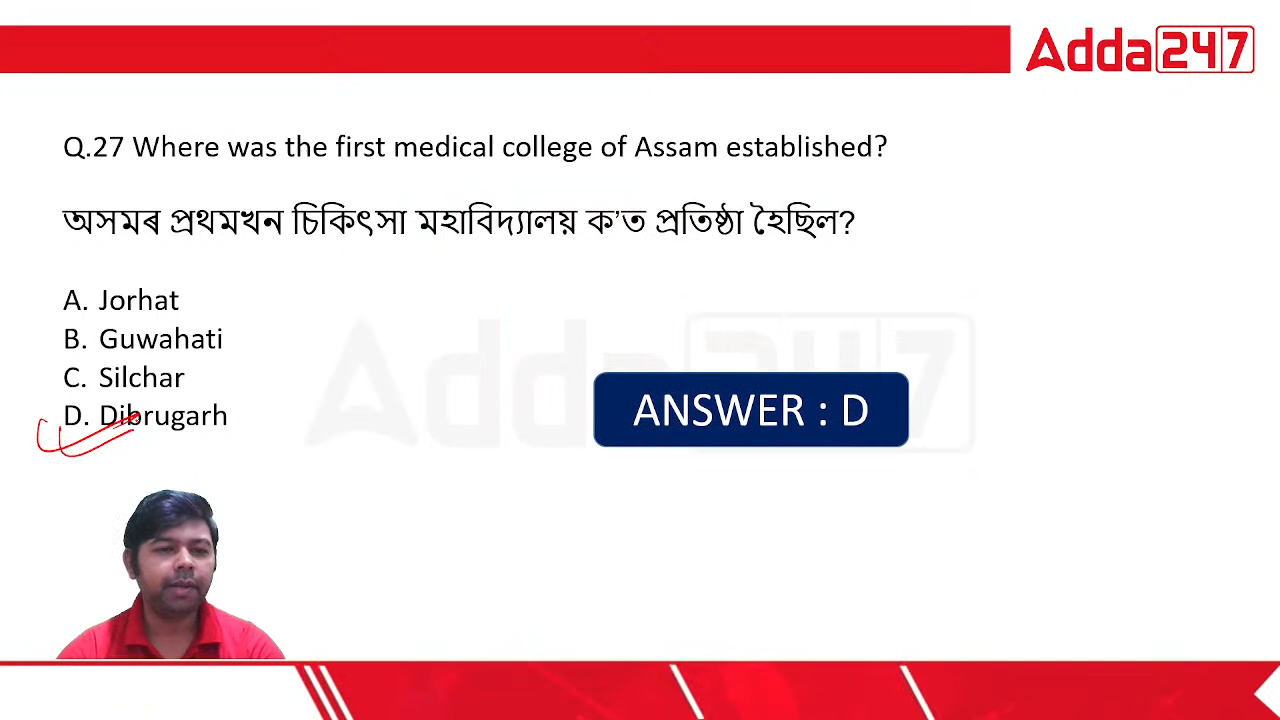 Adda247
Q.27 Where was the first medical college of Assam established?
অসমৰ প্ৰথমখন চিকিৎসা মহাবিদ্যালয় ক'ত প্ৰতিষ্ঠা হৈছিল?
A. Jorhat
B. Guwahati
C. Silchar
D. Dibrugarh
Adda247
ANSWER : D